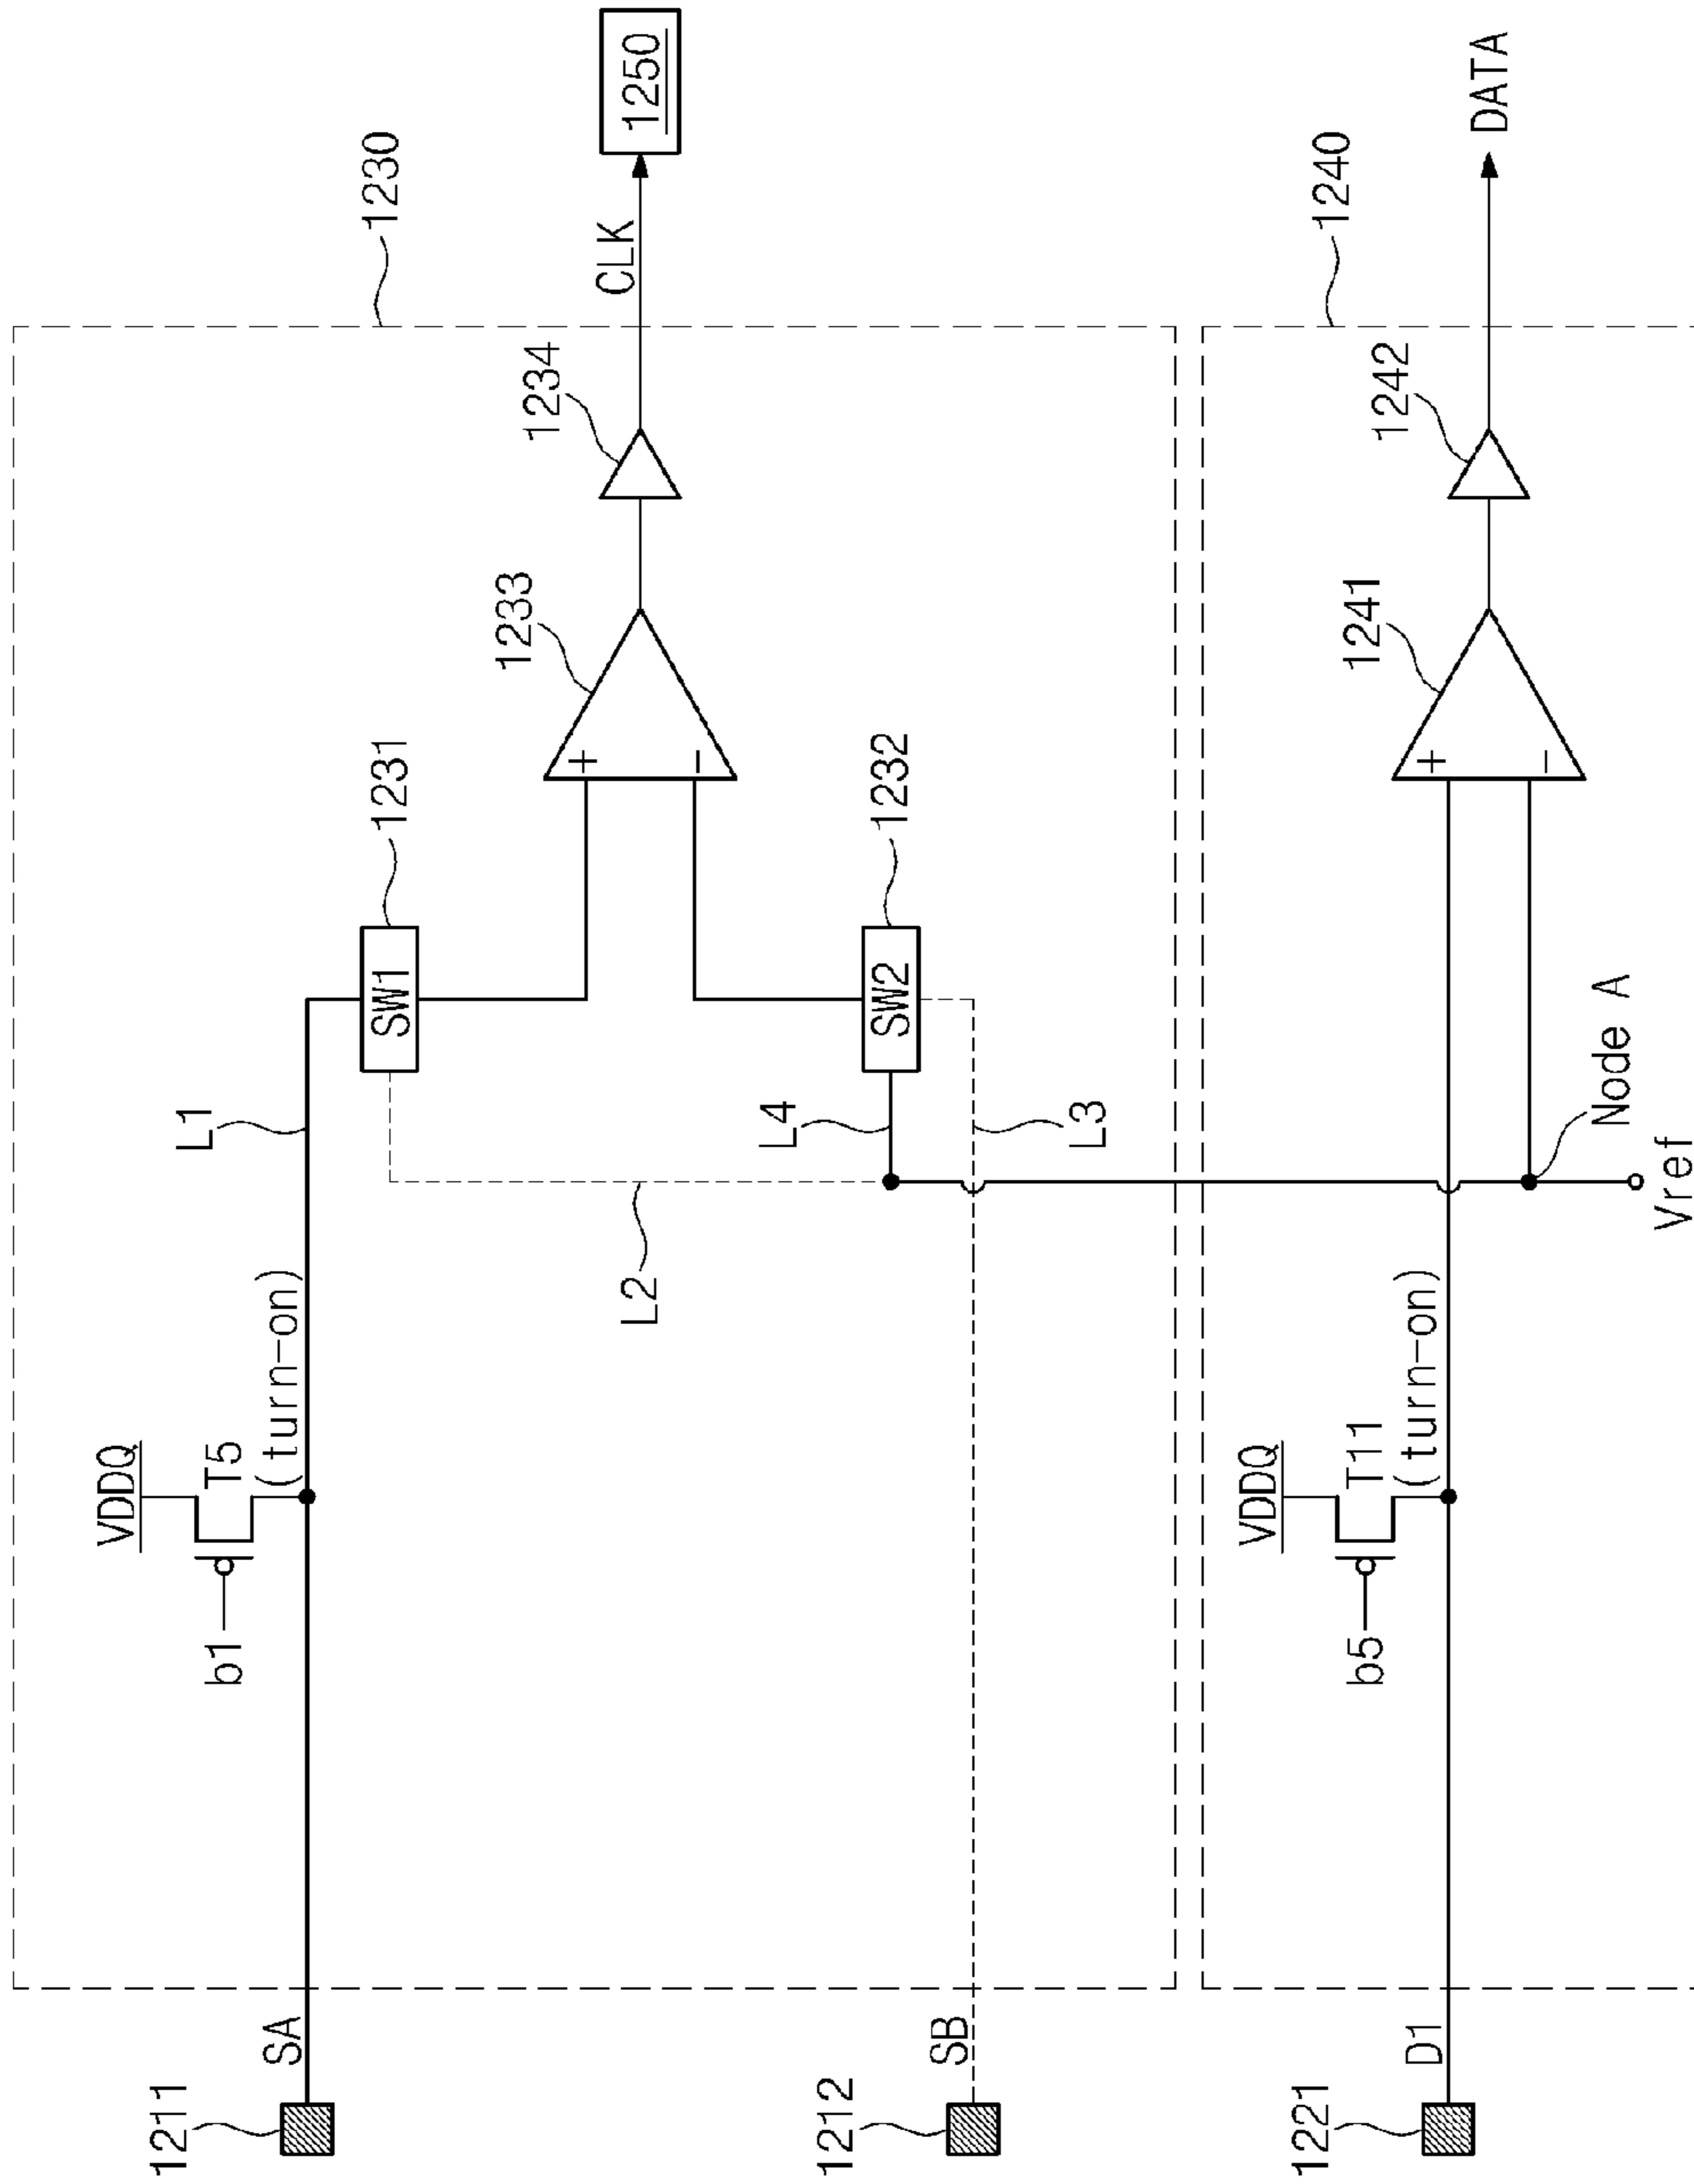 1230
VDDQ
b1
T5
(turn-on)
L1
SW1
1231
1211
SA
1233
+
−
1234
CLK
1250
L2
L4
SW2
1232
1212
SB
L3
1240
VDDQ
b5
T11
(turn-on)
1241
+
−
1242
DATA
1221
D1
Node A
Vref